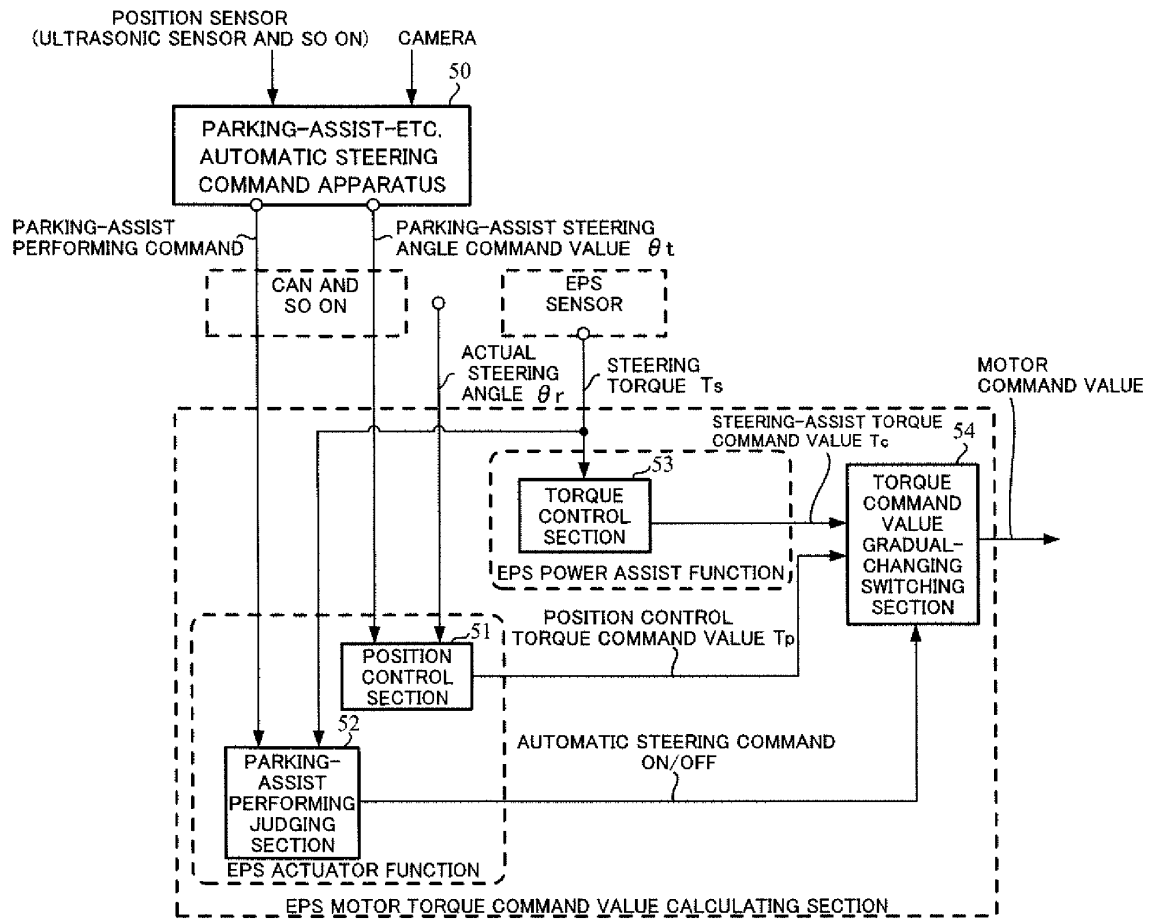 POSITION SENSOR
(ULTRASONIC SENSOR AND SO ON)
CAMERA
50
PARKING-ASSIST-ETC.
AUTOMATIC STEERING
COMMAND APPARATUS
PARKING-ASSIST
PERFORMING COMMAND
PARKING-ASSIST STEERING
ANGLE COMMAND VALUE θt
CAN AND
SO ON
EPS
SENSOR
ACTUAL
STEERING
ANGLE θr
STEERING
TORQUE Ts
MOTOR
COMMAND VALUE
STEERING-ASSIST TORQUE
COMMAND VALUE Tc
54
53
TORQUE
CONTROL
SECTION
EPS POWER ASSIST FUNCTION
TORQUE
COMMAND
VALUE
GRADUAL-
CHANGING
SWITCHING
SECTION
POSITION CONTROL
TORQUE COMMAND VALUE Tp
51
POSITION
CONTROL
SECTION
52
PARKING-
ASSIST
PERFORMING
JUDGING
SECTION
AUTOMATIC STEERING COMMAND
ON/OFF
EPS ACTUATOR FUNCTION
EPS MOTOR TORQUE COMMAND VALUE CALCULATING SECTION